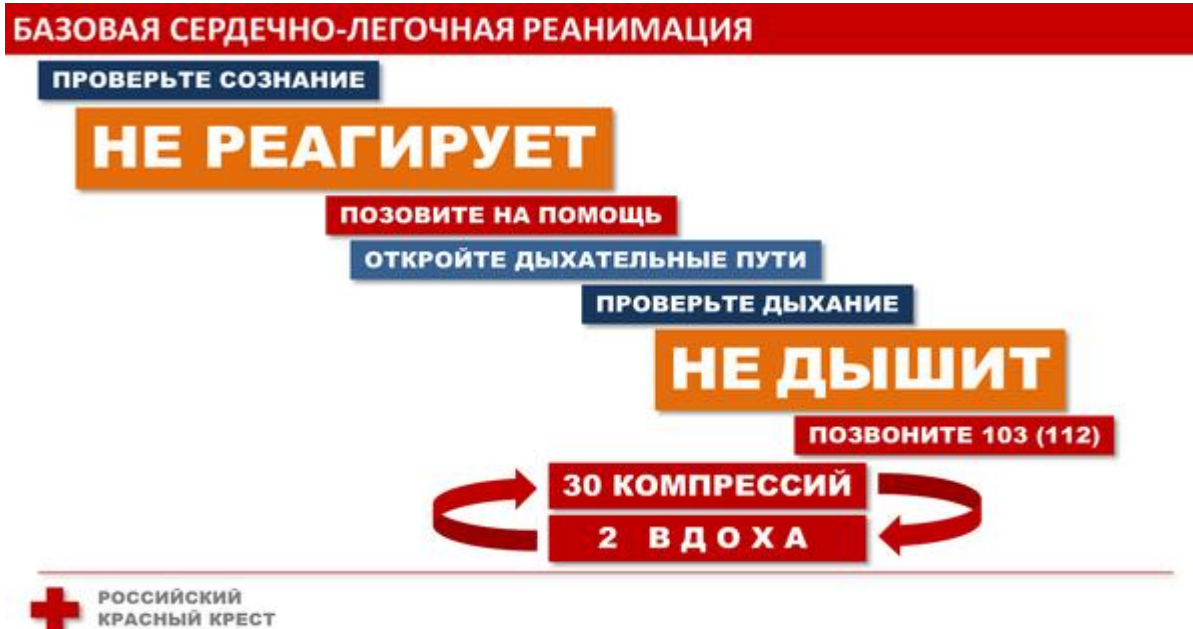 БАЗОВАЯ СЕРДЕЧНО-ЛЕГОЧНАЯ РЕАНИМАЦИЯ
ПРОВЕРЬТЕ СОЗНАНИЕ
НЕ РЕАГИРУЕТ
ПОЗОВИТЕ НА ПОМОЩЬ
ОТКРОЙТЕ ДЫХАТЕЛЬНЫЕ ПУТИ
ПРОВЕРЬТЕ ДЫХАНИЕ
НЕ ДЫШИТ
ПОЗВОНИТЕ 103 (112)
30 КОМПРЕССИЙ
2 ВДОХА
РОССИЙСКИЙ
КРАСНЫЙ КРЕСТ